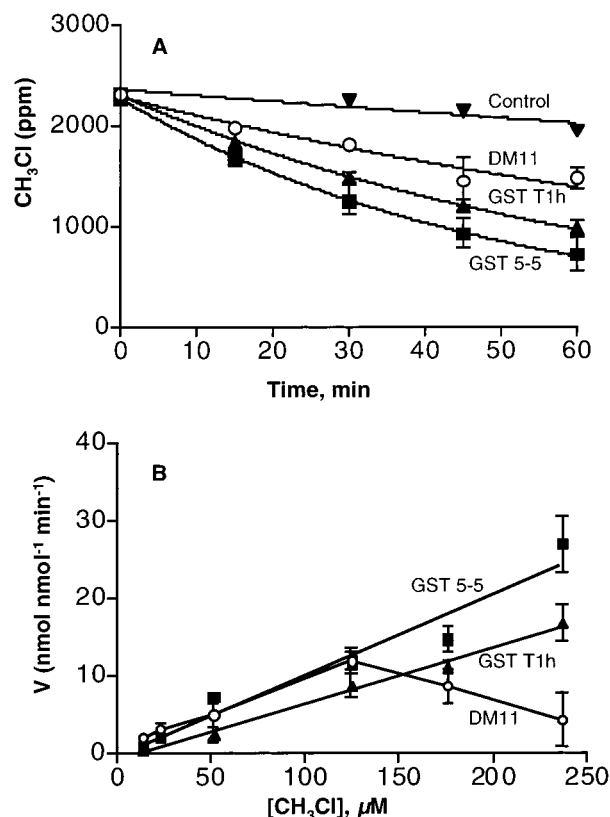 A
CH₃Cl (ppm)
3000
2000
1000
0
Control
DM11
GST T1h
GST 5-5
0 10 20 30 40 50 60
Time, min
B
V (nmol nmol⁻¹ min⁻¹)
40
30
20
10
0
GST 5-5
GST T1h
DM11
0 50 100 150 200 250
[CH₃Cl], μM